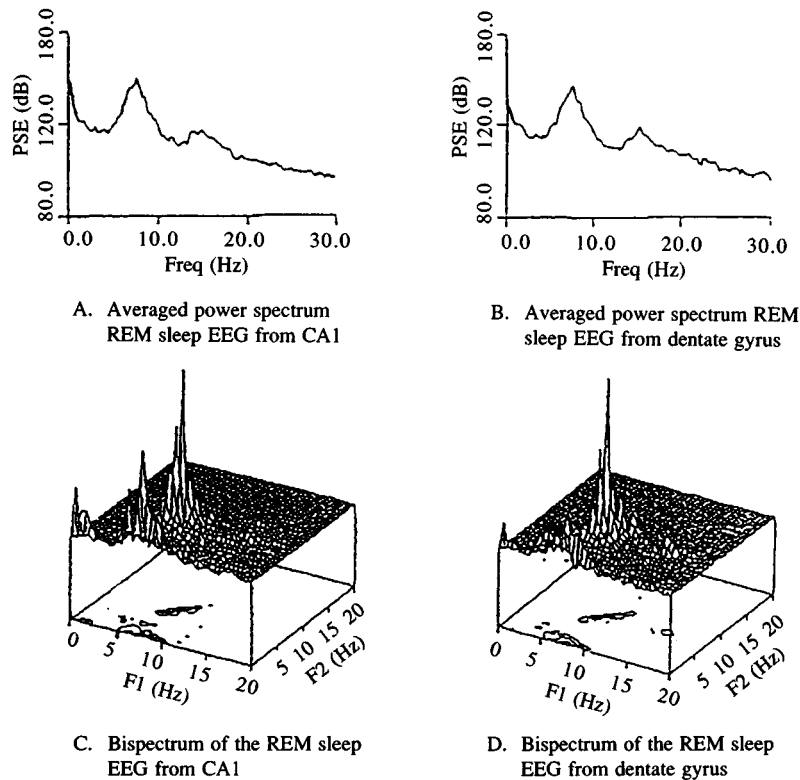 180.0
120.0
80.0
PSE (dB)
0.0 10.0 20.0 30.0
Freq (Hz)
A. Averaged power spectrum
REM sleep EEG from CA1
180.0
120.0
80.0
PSE (dB)
0.0 10.0 20.0 30.0
Freq (Hz)
B. Averaged power spectrum REM
sleep EEG from dentate gyrus
0 5 10 15 20
F1 (Hz)
5 10 15 20
F2 (Hz)
C. Bispectrum of the REM sleep
EEG from CA1
0 5 10 15 20
F1 (Hz)
5 10 15 20
F2 (Hz)
D. Bispectrum of the REM sleep
EEG from dentate gyrus